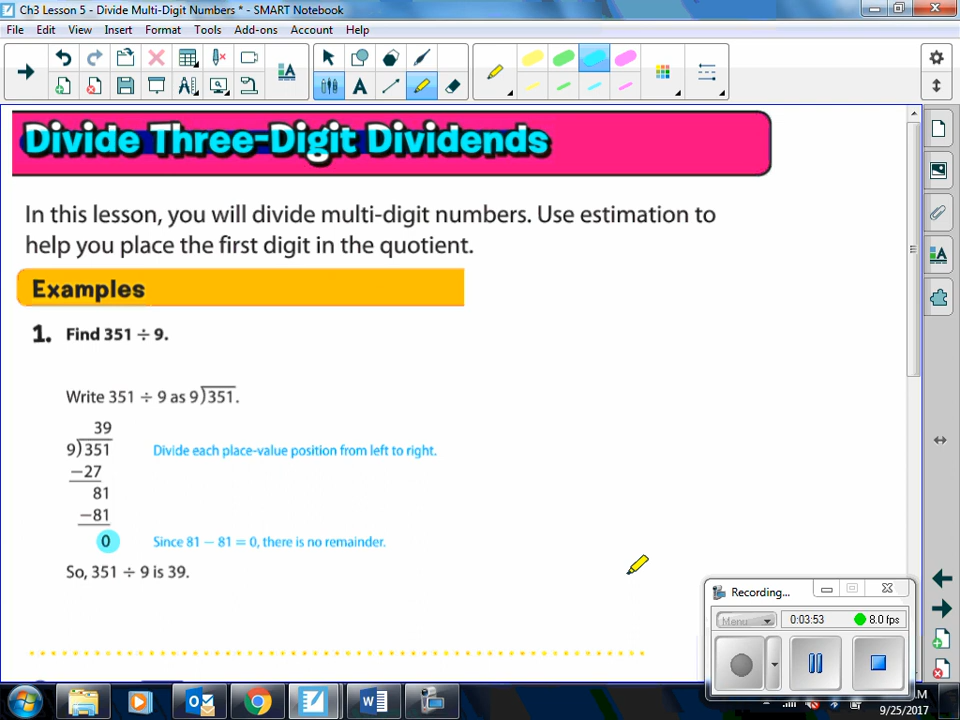 Ch3 Lesson 5 - Divide Multi-Digit Numbers * - SMART Notebook
File Edit View Insert Format Tools Add-ons Account Help
Divide Three-Digit Dividends
In this lesson, you will divide multi-digit numbers. Use estimation to
help you place the first digit in the quotient.
Examples
1. Find 351 ÷ 9.
Write 351 ÷ 9 as 9)351.
39
9)351 Divide each place-value position from left to right.
−27
81
−81
0 Since 81 − 81 = 0, there is no remainder.
So, 351 ÷ 9 is 39.
Recording...
Menu 0:03:53 8.0 fps
9/25/2017